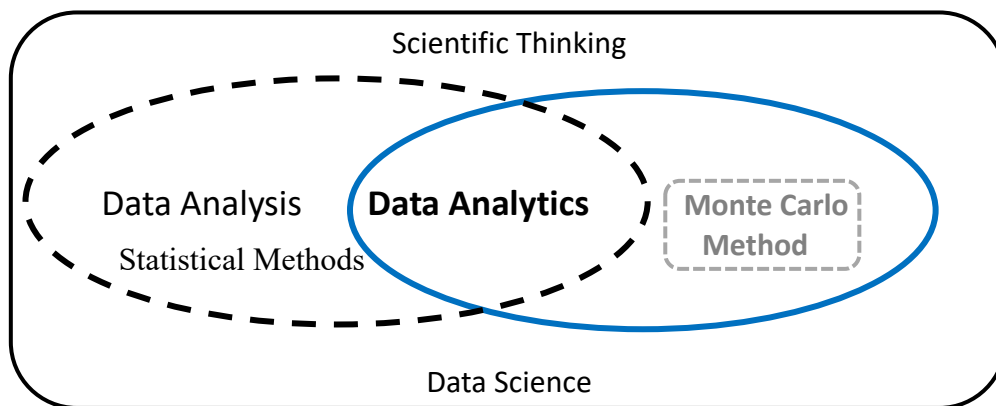 Scientific Thinking
Data Analysis
Statistical Methods
Data Analytics
Monte Carlo
Method
Data Science